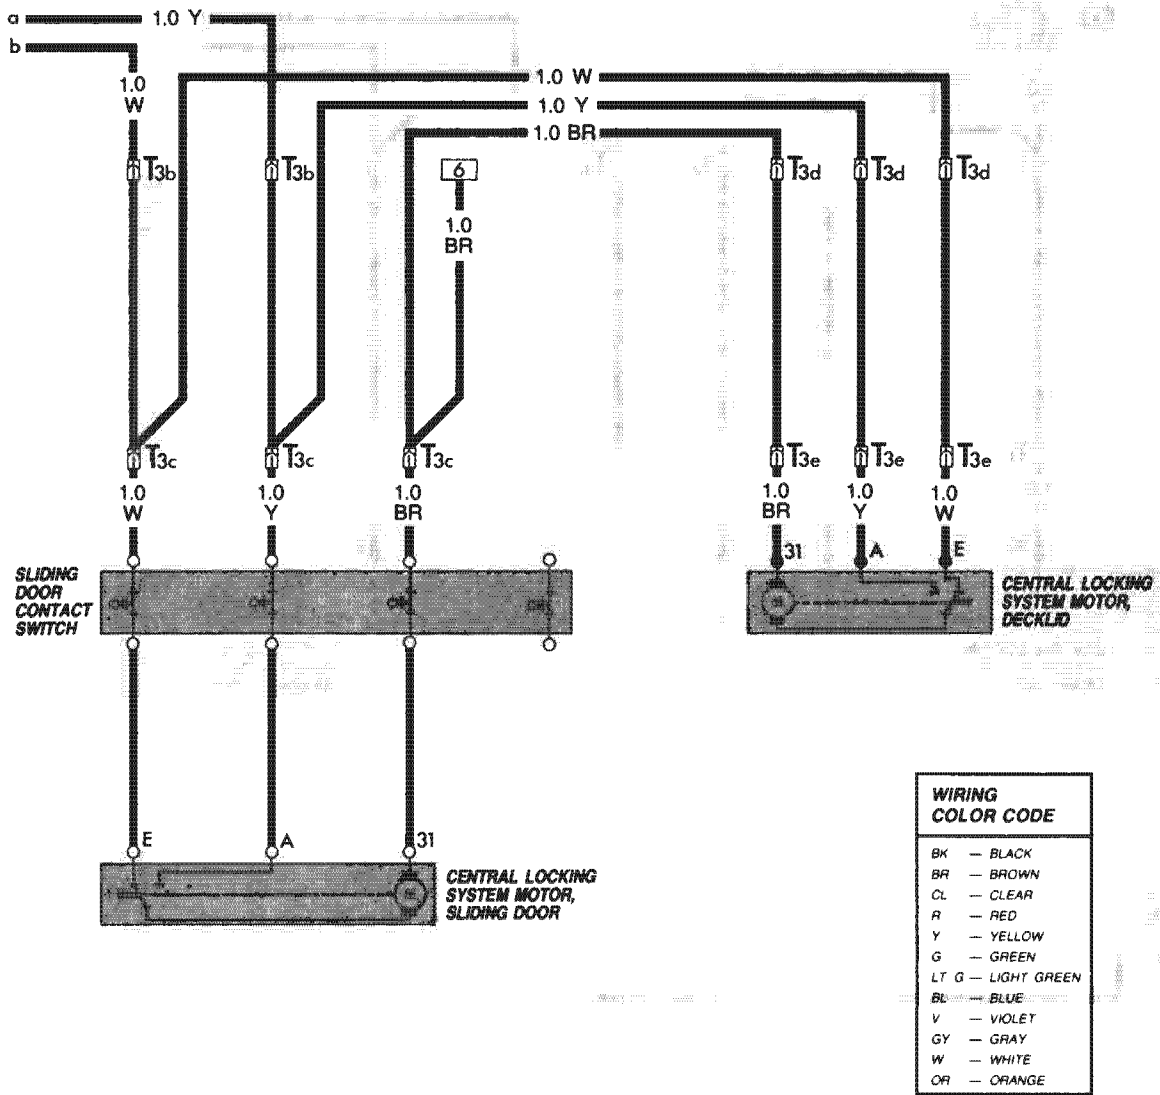 a 1.0 Y
b
1.0 W
1.0
W
1.0 Y
1.0 BR
T3b T3b 6 T3d T3d T3d
1.0
BR
T3c T3c T3c T3e T3e T3e
1.0 1.0 1.0 1.0 1.0 1.0
W Y BR BR Y W
31 A E
SLIDING
DOOR
CONTACT
SWITCH
CENTRAL LOCKING
SYSTEM MOTOR,
DECKLID
E A 31
CENTRAL LOCKING
SYSTEM MOTOR,
SLIDING DOOR
WIRING
COLOR CODE
BK — BLACK
BR — BROWN
CL — CLEAR
R — RED
Y — YELLOW
G — GREEN
LT G — LIGHT GREEN
BL — BLUE
V — VIOLET
GY — GRAY
W — WHITE
OR — ORANGE